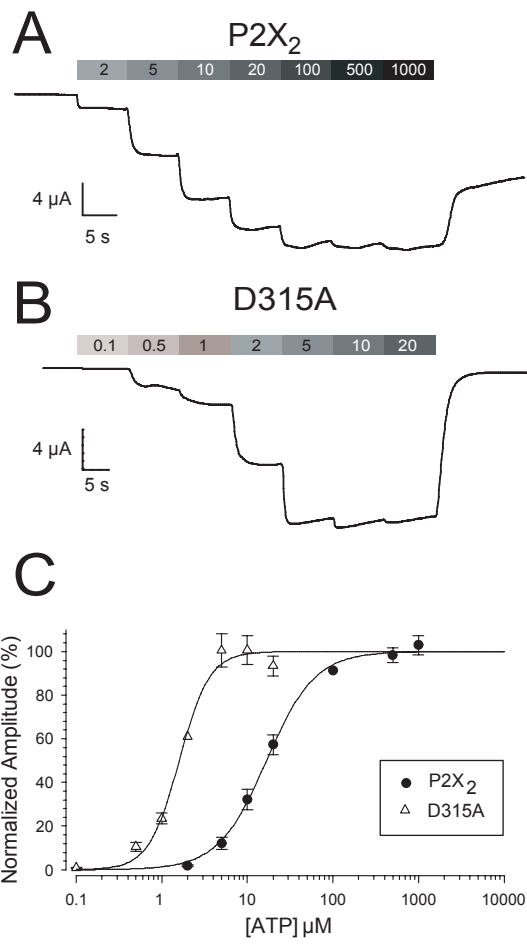 A
P2X2
2 5 10 20 100 500 1000
4 µA
5 s
B
D315A
0.1 0.5 1 2 5 10 20
4 µA
5 s
C
Normalized Amplitude (%)
100
80
60
40
20
0
P2X2
D315A
0.1 1 10 100 1000 10000
[ATP] µM